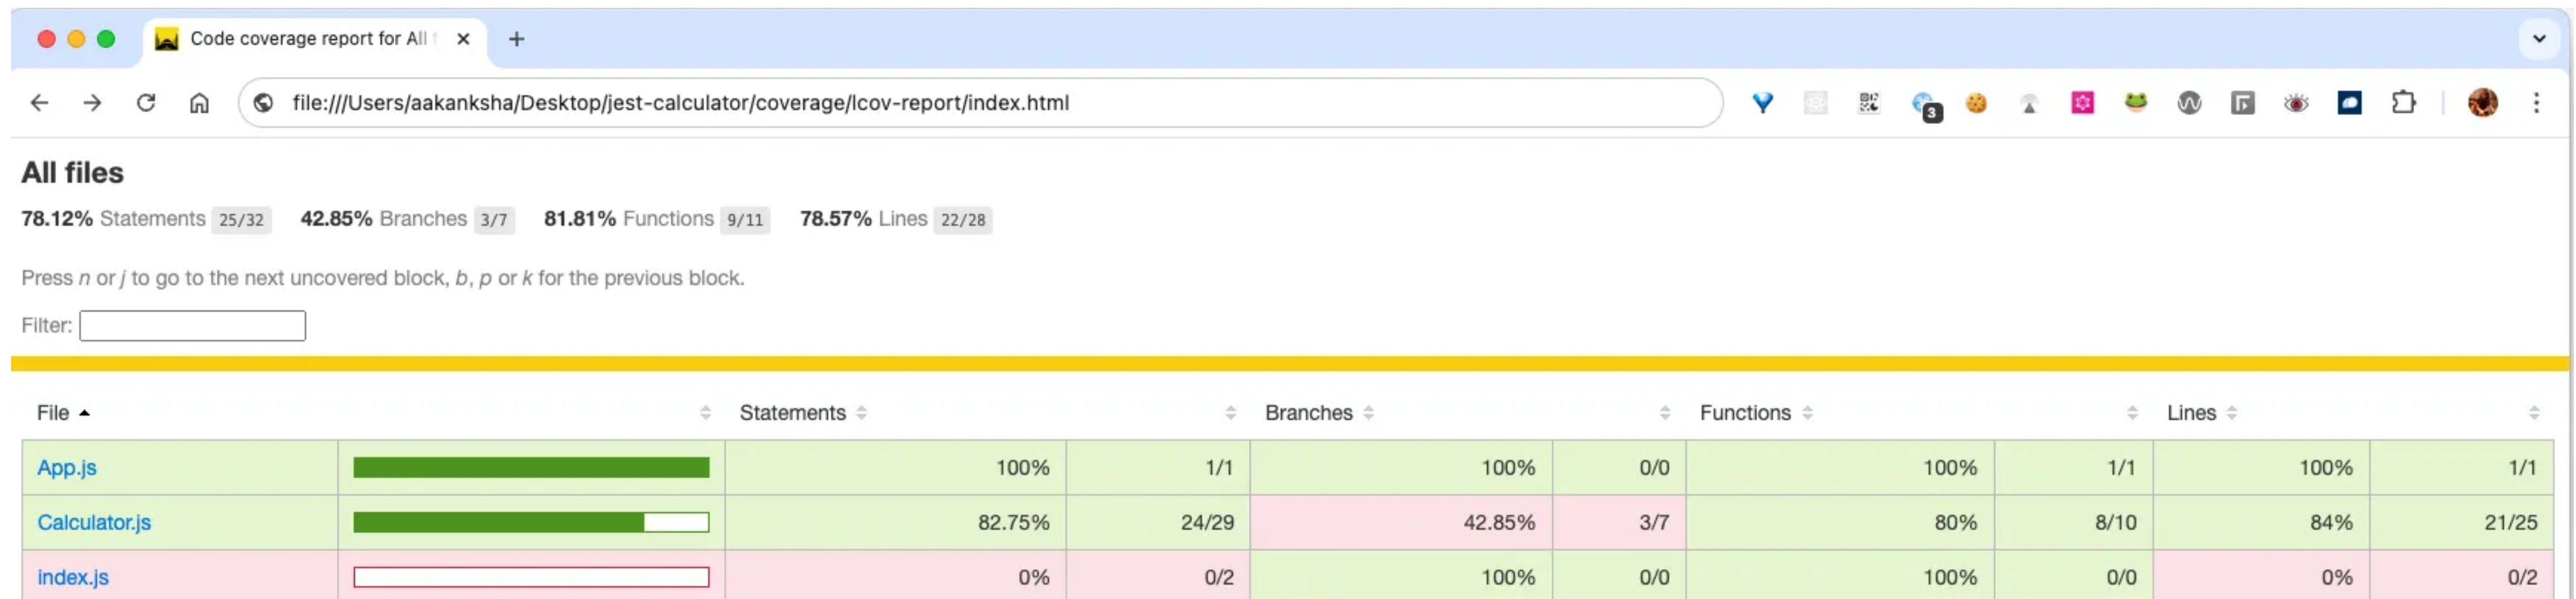 Code coverage report for All f
3
file:///Users/aakanksha/Desktop/jest-calculator/coverage/lcov-report/index.html
All files
78.12% Statements 25/32 42.85% Branches 3/7 81.81% Functions 9/11 78.57% Lines 22/28
Press n or j to go to the next uncovered block, b, p or k for the previous block.
Filter:
File Statements Branches Functions Lines
App.js 100% 1/1 100% 0/0 100% 1/1 100% 1/1
Calculator.js 82.75% 24/29 42.85% 3/7 80% 8/10 84% 21/25
index.js 0% 0/2 100% 0/0 100% 0/0 0% 0/2